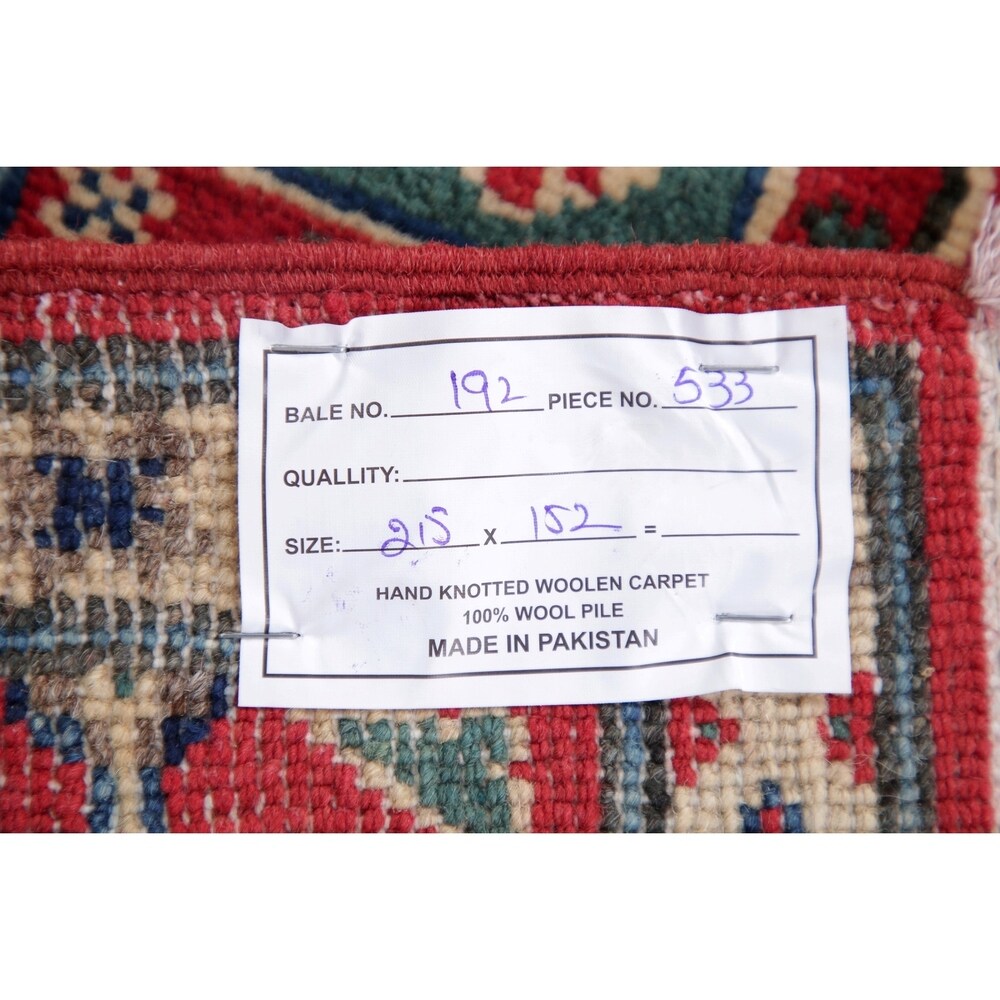 BALE NO. 192 PIECE NO. 533
QUALLITY:
SIZE: 215 X 152 =
HAND KNOTTED WOOLEN CARPET
100% WOOL PILE
MADE IN PAKISTAN